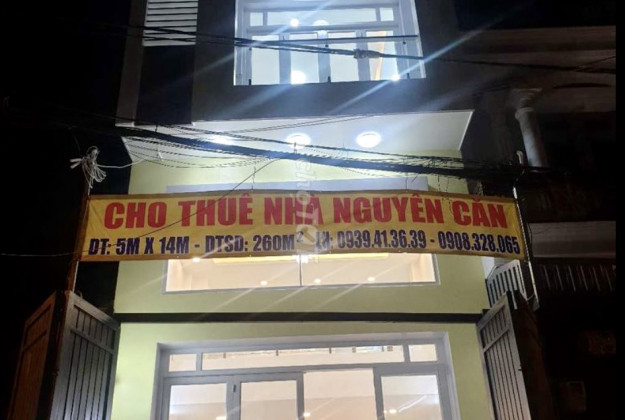 CHO THUÊ NHÀ NGUYÊN CĂN
DT: 5M X 14M - DTSD: 260M² LH: 0939.41.36.39 - 0908.328.065